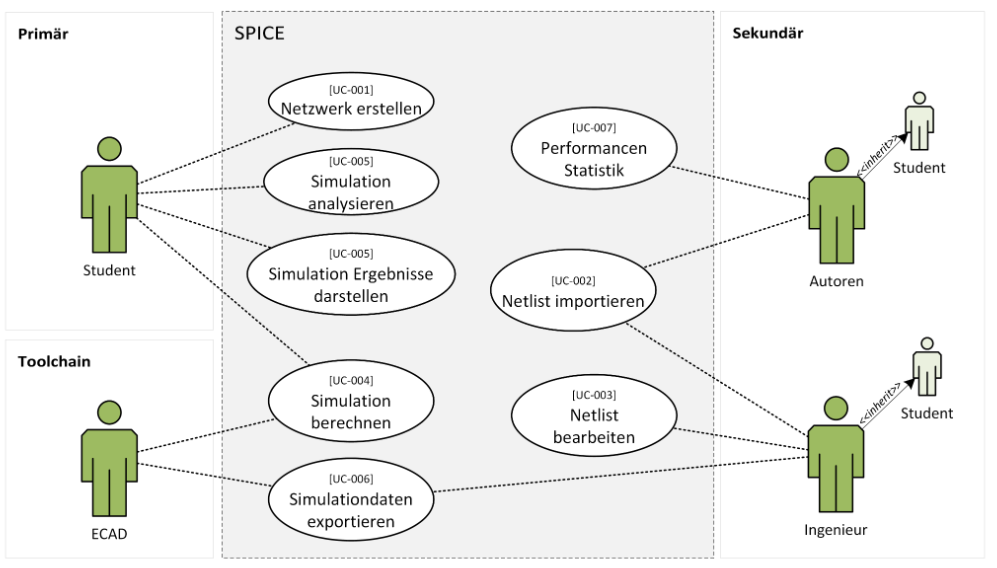 Primär
SPICE
Sekundär
[UC-001]
Netzwerk erstellen
[UC-005]
Simulation
analysieren
[UC-005]
Simulation Ergebnisse
darstellen
Student
[UC-007]
Performancen
Statistik
[UC-002]
Netlist importieren
<<inherit>>
Student
Autoren
Toolchain
[UC-004]
Simulation
berechnen
[UC-006]
Simulationdaten
exportieren
ECAD
[UC-003]
Netlist
bearbeiten
<<inherit>>
Student
Ingenieur